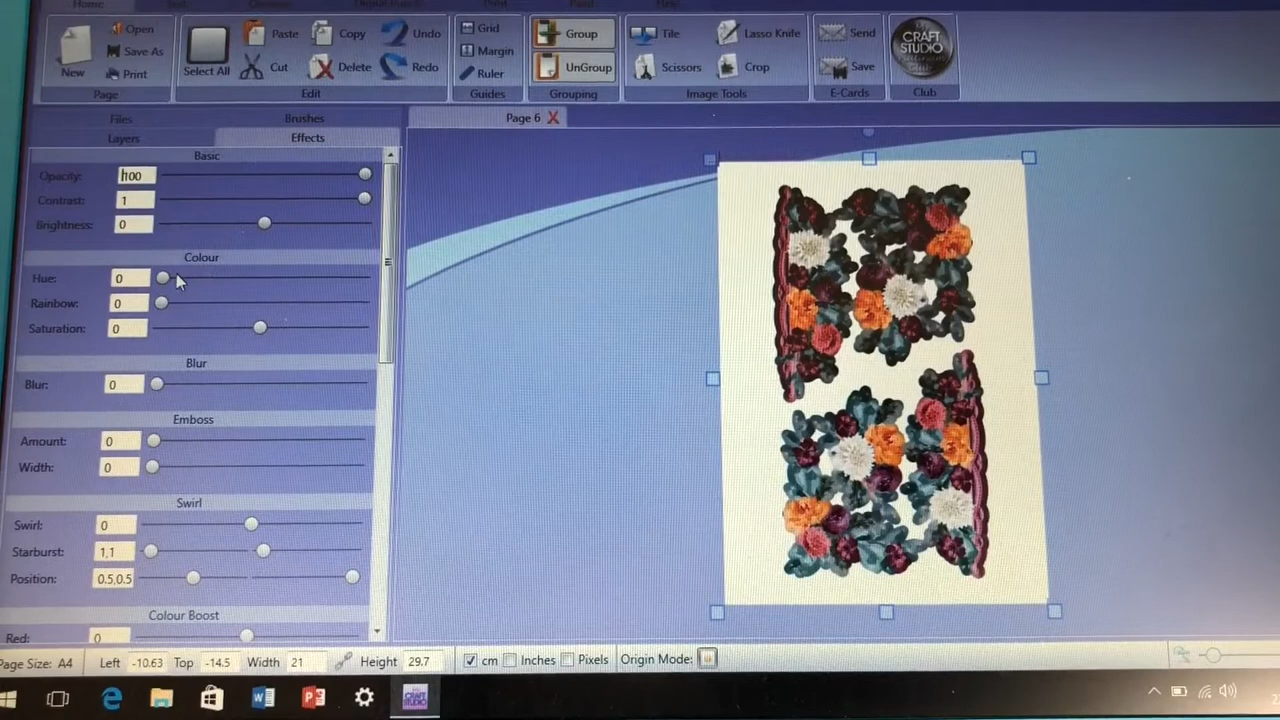 Home
Open
Save As
Print
New
Page
Select All
Paste
Copy
Undo
Cut
Delete
Redo
Edit
Grid
Margin
Ruler
Guides
Group
UnGroup
Grouping
Tile
Lasso Knife
Scissors
Crop
Image Tools
Send
Save
E-Cards
CRAFT
STUDIO
Club
Files
Brushes
Layers
Effects
Page 6 X
Basic
Opacity: 100
Contrast: 1
Brightness: 0
Colour
Hue: 0
Rainbow: 0
Saturation: 0
Blur
Blur: 0
Emboss
Amount: 0
Width: 0
Swirl
Swirl: 0
Starburst: 1,1
Position: 0.5,0.5
Colour Boost
Red: 0
Page Size: A4 Left -10.63 Top -14.5 Width 21 Height 29.7 cm Inches Pixels Origin Mode: